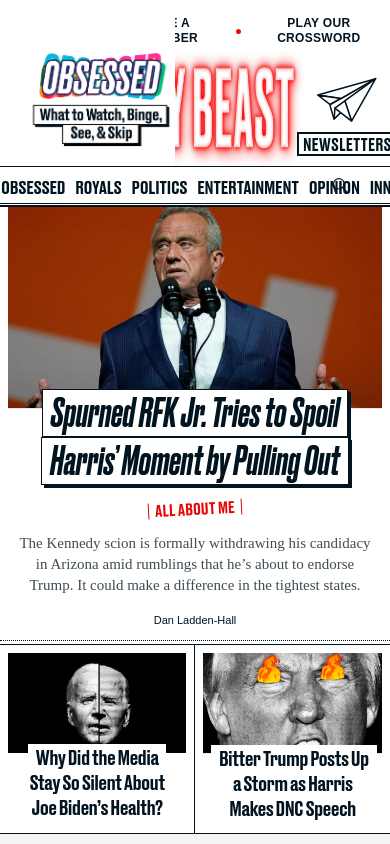 E A
BER
PLAY OUR
CROSSWORD
OBSESSED
What to Watch, Binge,
See, & Skip
Y BEAST
NEWSLETTERS
OBSESSED ROYALS POLITICS ENTERTAINMENT OPINION INN
Spurned RFK Jr. Tries to Spoil
Harris’ Moment by Pulling Out
ALL ABOUT ME
The Kennedy scion is formally withdrawing his candidacy
in Arizona amid rumblings that he’s about to endorse
Trump. It could make a difference in the tightest states.
Dan Ladden-Hall
Why Did the Media
Stay So Silent About
Joe Biden’s Health?
Bitter Trump Posts Up
a Storm as Harris
Makes DNC Speech